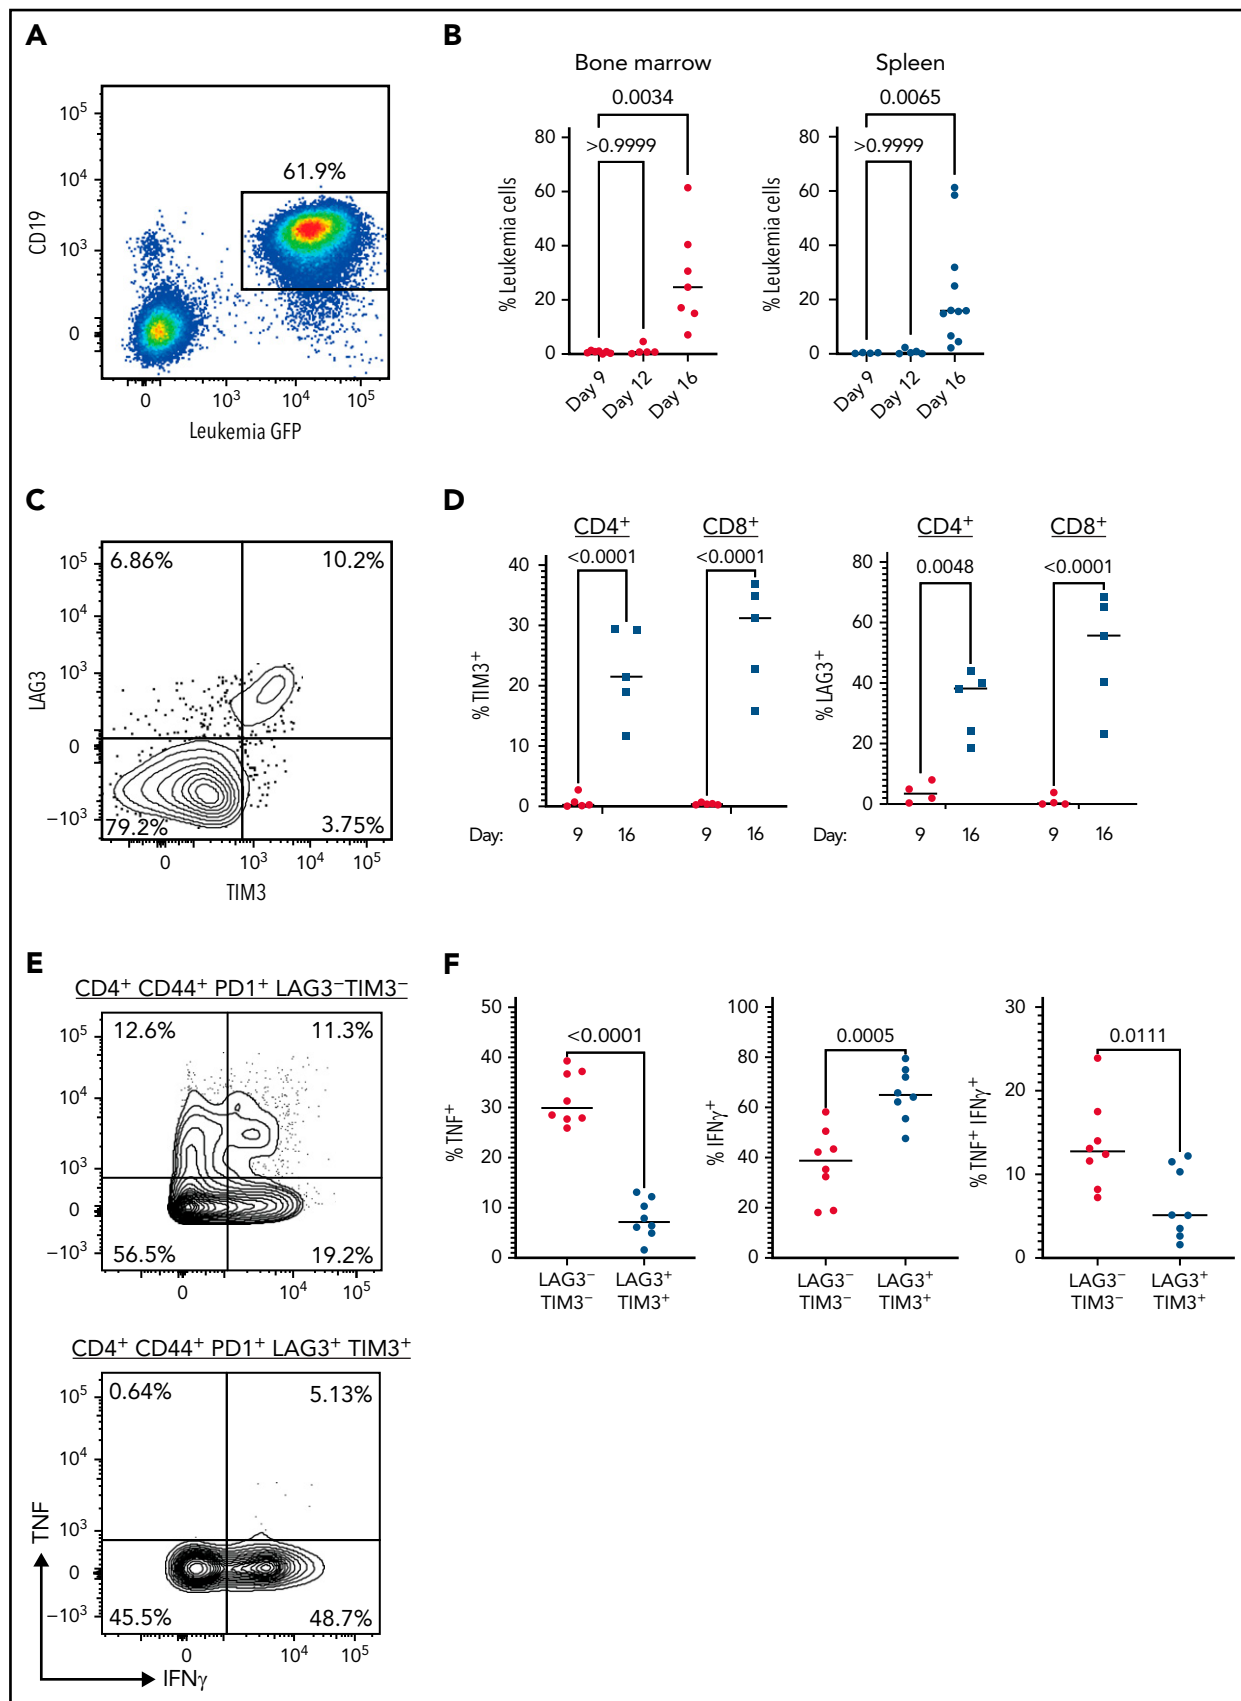 A
10⁵
10⁴
10³
0
CD19
61.9%
0 10³ 10⁴ 10⁵
Leukemia GFP
B
Bone marrow
0.0034
>0.9999
80
60
40
20
0
% Leukemia cells
Day 9 Day 12 Day 16
Spleen
0.0065
>0.9999
80
60
40
20
0
% Leukemia cells
Day 9 Day 12 Day 16
C
6.86% 10.2%
10⁵
10⁴
10³
0
−10³
LAG3
79.2% 3.75%
0 10³ 10⁴ 10⁵
TIM3
D
CD4⁺ CD8⁺
<0.0001 <0.0001
40
30
20
10
0
% TIM3⁺
Day: 9 16 9 16
CD4⁺ CD8⁺
0.0048 <0.0001
80
60
40
20
0
% LAG3⁺
Day: 9 16 9 16
E
CD4⁺ CD44⁺ PD1⁺ LAG3⁻TIM3⁻
12.6% 11.3%
10⁵
10⁴
10³
0
−10³
56.5% 19.2%
0 10⁴ 10⁵
CD4⁺ CD44⁺ PD1⁺ LAG3⁺ TIM3⁺
0.64% 5.13%
10⁵
10⁴
10³
0
−10³
45.5% 48.7%
0 10⁴ 10⁵
TNF
IFNγ
F
50
40
30
20
10
0
% TNF⁺
<0.0001
LAG3⁻ LAG3⁺
TIM3⁻ TIM3⁺
100
80
60
40
20
0
% IFNγ⁺
0.0005
LAG3⁻ LAG3⁺
TIM3⁻ TIM3⁺
30
20
10
0
% TNF⁺ IFNγ⁺
0.0111
LAG3⁻ LAG3⁺
TIM3⁻ TIM3⁺